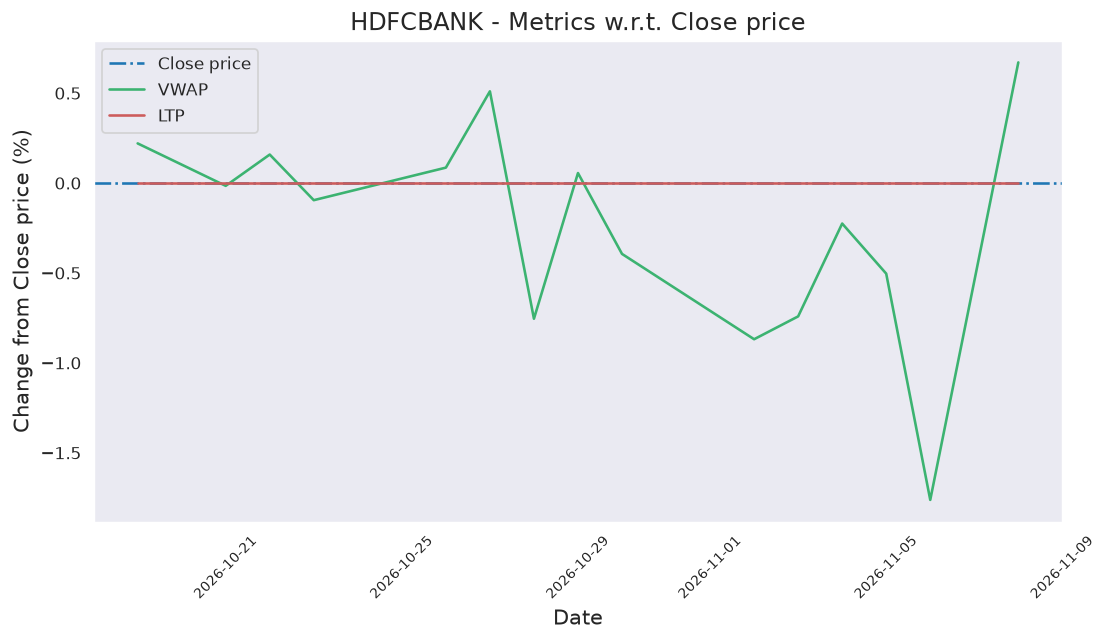 HDFCBANK - Metrics w.r.t. Close price
Close price
VWAP
LTP
Change from Close price (%)
0.5
0.0
−0.5
−1.0
−1.5
2026-10-21
2026-10-25
2026-10-29
2026-11-01
2026-11-05
2026-11-09
Date